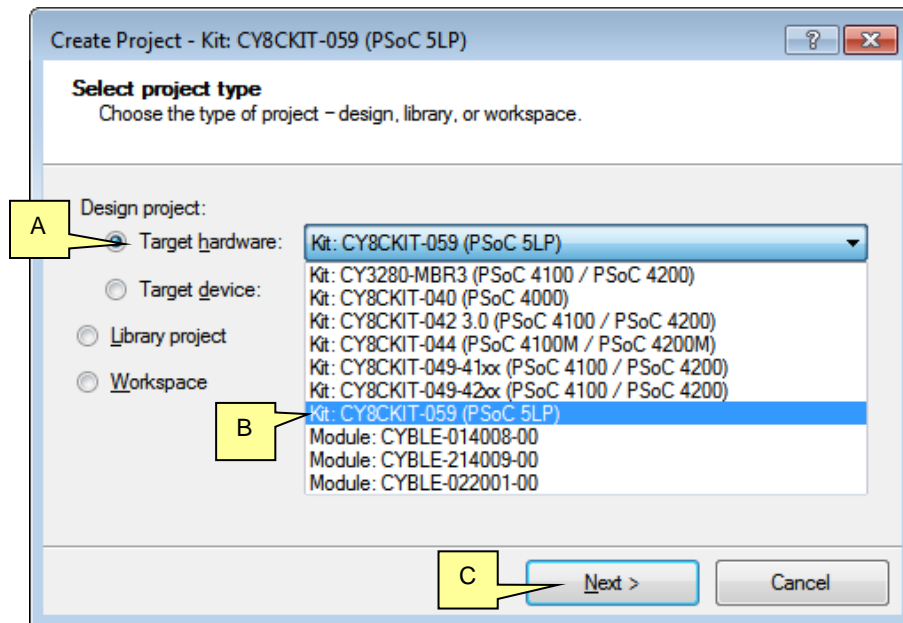 Create Project - Kit: CY8CKIT-059 (PSoC 5LP)
Select project type
Choose the type of project – design, library, or workspace.
Design project:
A
Target hardware:
Kit: CY8CKIT-059 (PSoC 5LP)
Kit: CY3280-MBR3 (PSoC 4100 / PSoC 4200)
Target device:
Kit: CY8CKIT-040 (PSoC 4000)
Kit: CY8CKIT-042 3.0 (PSoC 4100 / PSoC 4200)
Library project
Kit: CY8CKIT-044 (PSoC 4100M / PSoC 4200M)
Kit: CY8CKIT-049-41xx (PSoC 4100 / PSoC 4200)
Workspace
Kit: CY8CKIT-049-42xx (PSoC 4100 / PSoC 4200)
B
Kit: CY8CKIT-059 (PSoC 5LP)
Module: CYBLE-014008-00
Module: CYBLE-214009-00
Module: CYBLE-022001-00
C
Next >
Cancel